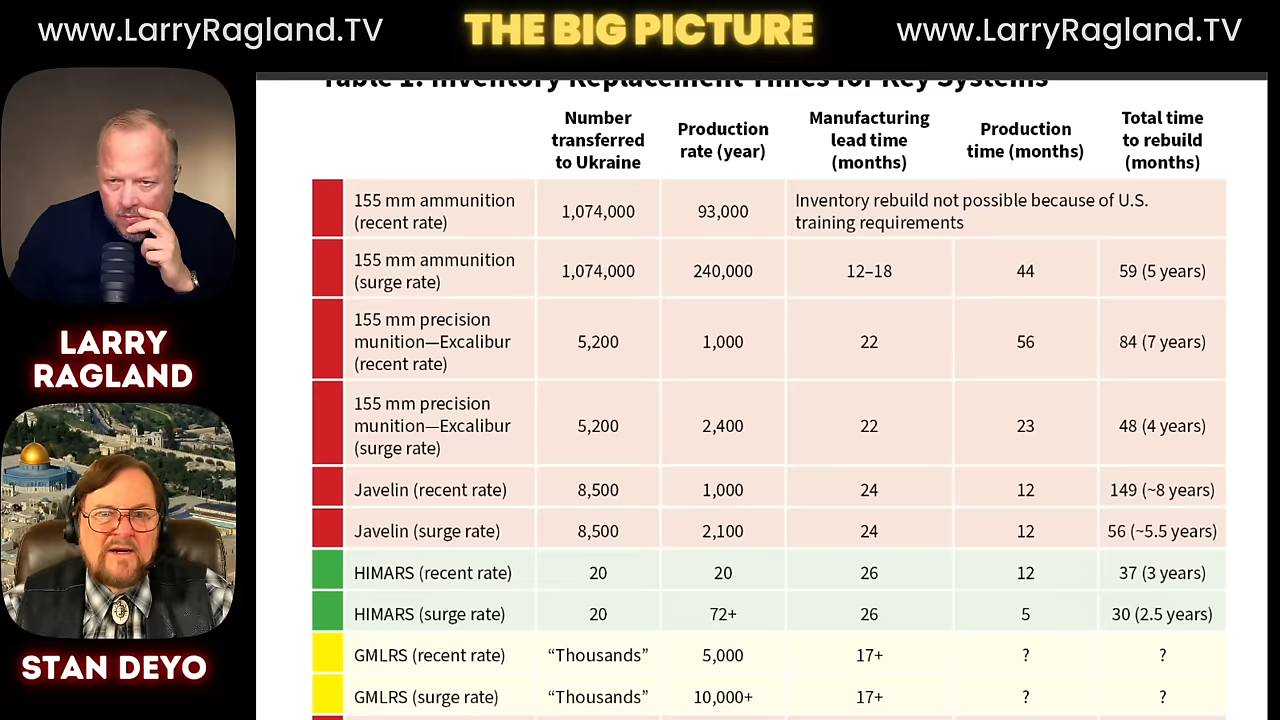 www.LarryRagland.TV
THE BIG PICTURE
www.LarryRagland.TV
LARRY
RAGLAND
STAN DEYO
Table 1: Inventory Replacement Times for Key Systems
Number
transferred
to Ukraine
Production
rate (year)
Manufacturing
lead time
(months)
Production
time (months)
Total time
to rebuild
(months)
155 mm ammunition
(recent rate)
1,074,000
93,000
Inventory rebuild not possible because of U.S.
training requirements
155 mm ammunition
(surge rate)
1,074,000
240,000
12–18
44
59 (5 years)
155 mm precision
munition—Excalibur
(recent rate)
5,200
1,000
22
56
84 (7 years)
155 mm precision
munition—Excalibur
(surge rate)
5,200
2,400
22
23
48 (4 years)
Javelin (recent rate)
8,500
1,000
24
12
149 (~8 years)
Javelin (surge rate)
8,500
2,100
24
12
56 (~5.5 years)
HIMARS (recent rate)
20
20
26
12
37 (3 years)
HIMARS (surge rate)
20
72+
26
5
30 (2.5 years)
GMLRS (recent rate)
“Thousands”
5,000
17+
?
?
GMLRS (surge rate)
“Thousands”
10,000+
17+
?
?